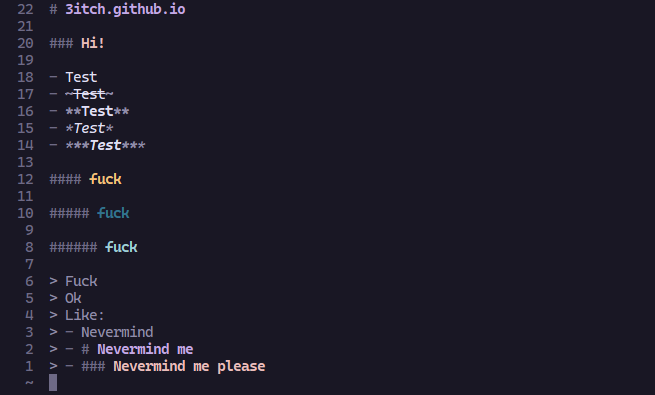 22 # 3itch.github.io
21
20 ### Hi!
19
18 - Test
17 - ~Test~
16 - **Test**
15 - *Test*
14 - ***Test***
13
12 #### fuck
11
10 ##### fuck
9
8 ###### fuck
7
6 > Fuck
5 > Ok
4 > Like:
3 > - Nevermind
2 > - # Nevermind me
1 > - ### Nevermind me please
~